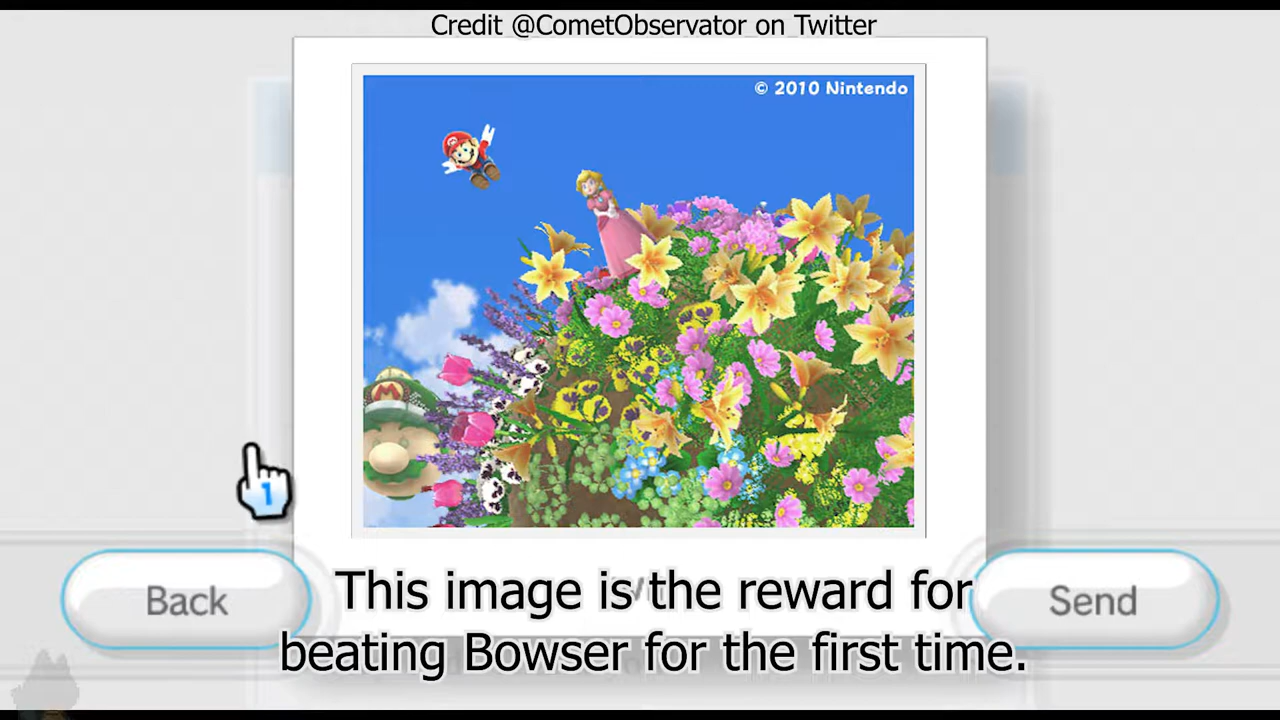 Credit @CometObservator on Twitter
© 2010 Nintendo
M
M
1
Back
Send
This image is the reward for
beating Bowser for the first time.